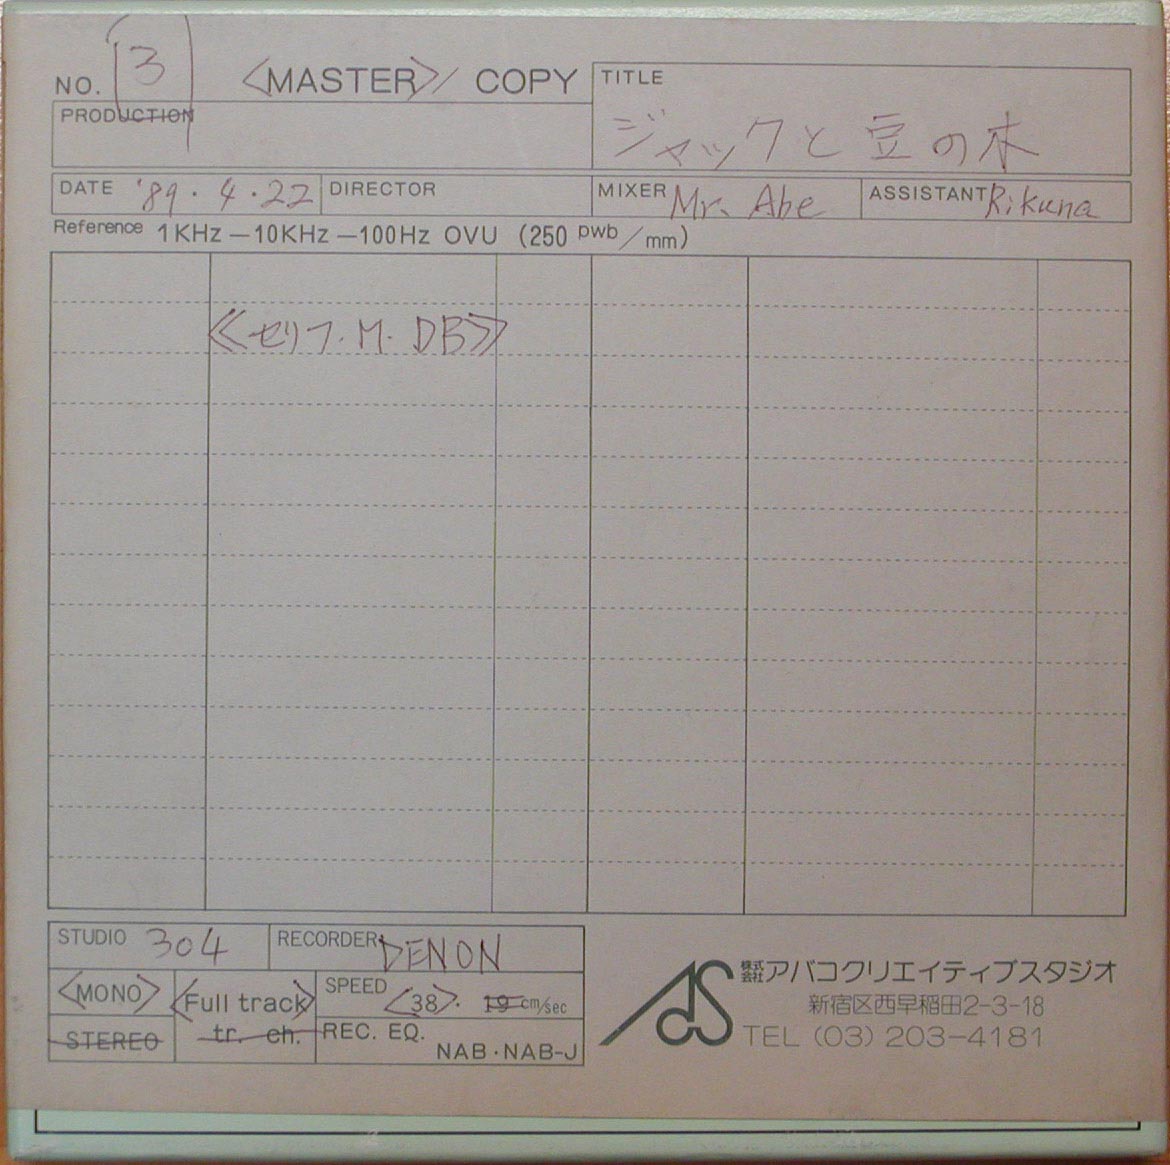 NO. 3 〈MASTER〉/ COPY
TITLE
ジャックと豆の木
PRODUCTION
DATE '89.4.22 DIRECTOR MIXER Mr. Abe ASSISTANT Rikuna
Reference 1KHz－10KHz－100Hz OVU (250 pwb/mm)
≪セリフ.M.DB≫
STUDIO 304 RECORDER DENON
〈MONO〉 〈Full track〉 SPEED 〈38〉. 19 cm/sec
STEREO tr. ch. REC. EQ.
NAB・NAB-J
株式会社アバコクリエイティブスタジオ
新宿区西早稲田2-3-18
TEL (03) 203-4181